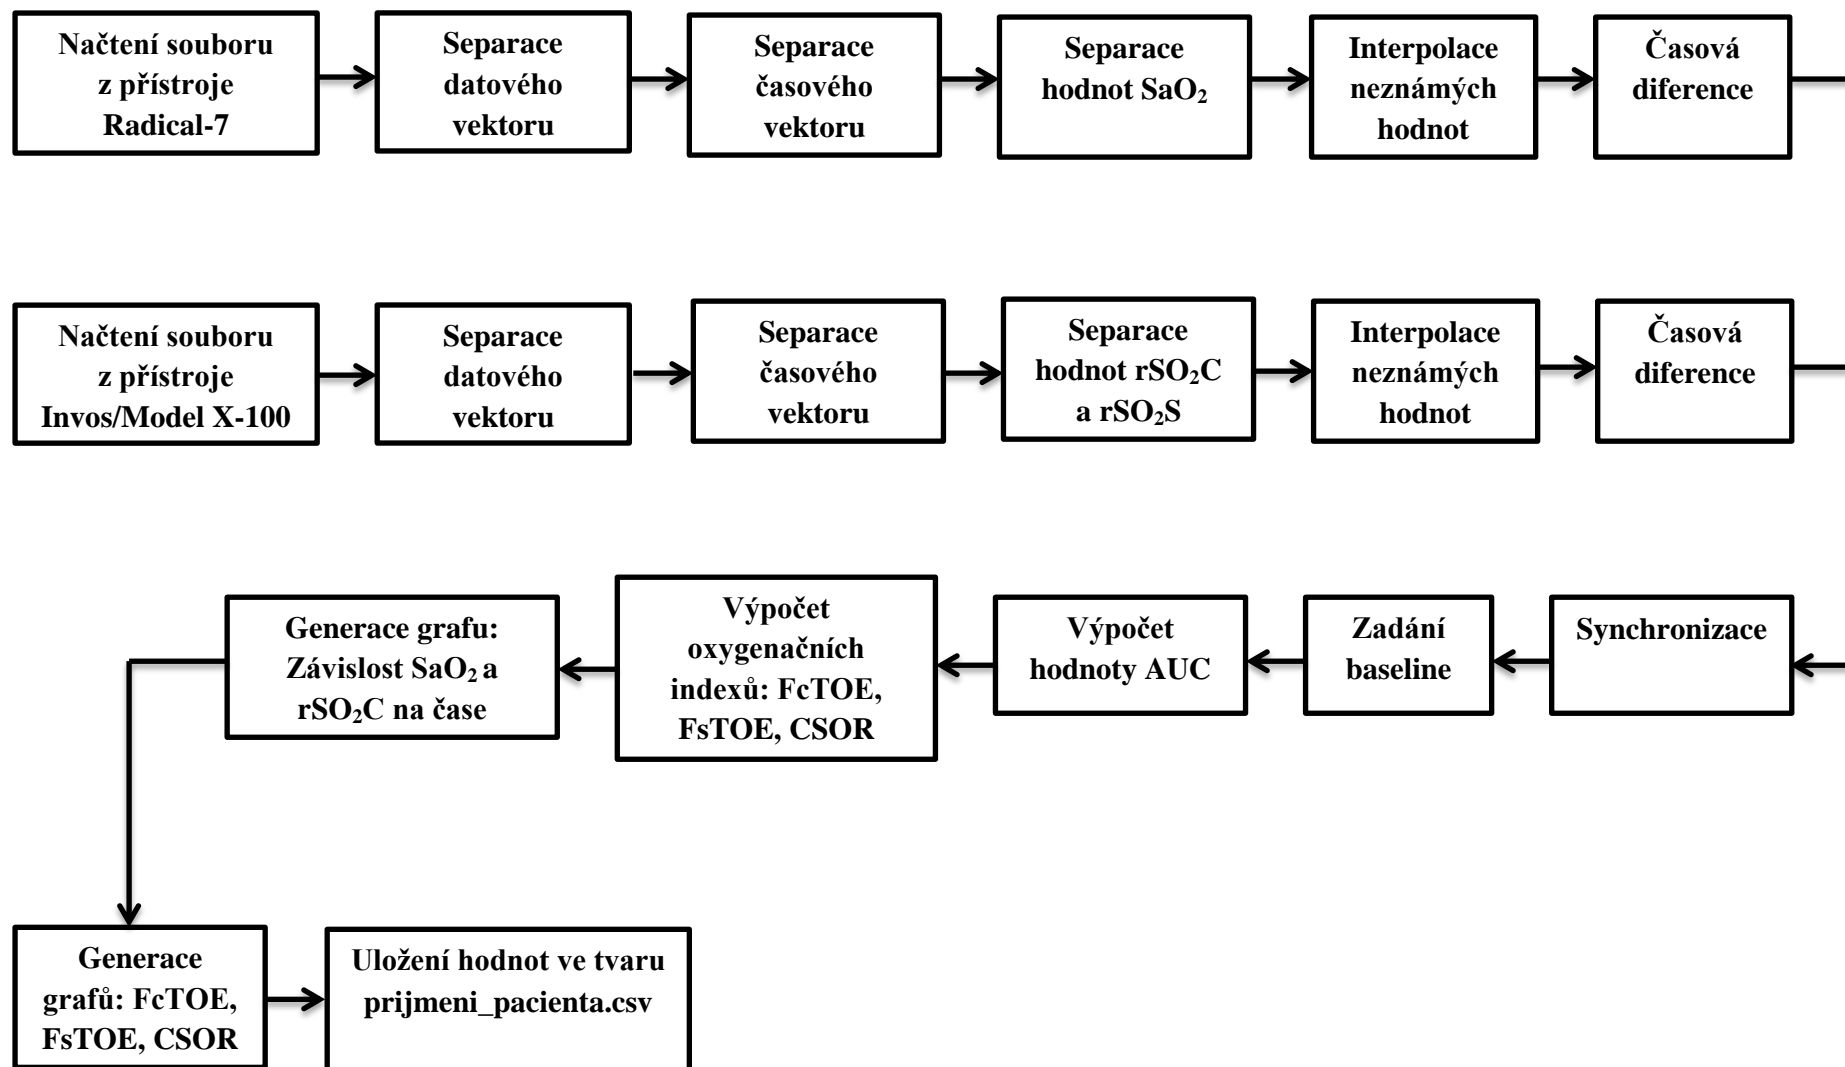 Načtení souboru
z přístroje
Radical-7
Separace
datového
vektoru
Separace
časového
vektoru
Separace
hodnot SaO₂
Interpolace
neznámých
hodnot
Časová
diference
Načtení souboru
z přístroje
Invos/Model X-100
Separace
datového
vektoru
Separace
časového
vektoru
Separace
hodnot rSO₂C
a rSO₂S
Interpolace
neznámých
hodnot
Časová
diference
Synchronizace
Zadání
baseline
Výpočet
hodnoty AUC
Výpočet
oxygenačních
indexů: FcTOE,
FsTOE, CSOR
Generace grafu:
Závislost SaO₂ a
rSO₂C na čase
Generace
grafů: FcTOE,
FsTOE, CSOR
Uložení hodnot ve tvaru
prijmeni_pacienta.csv